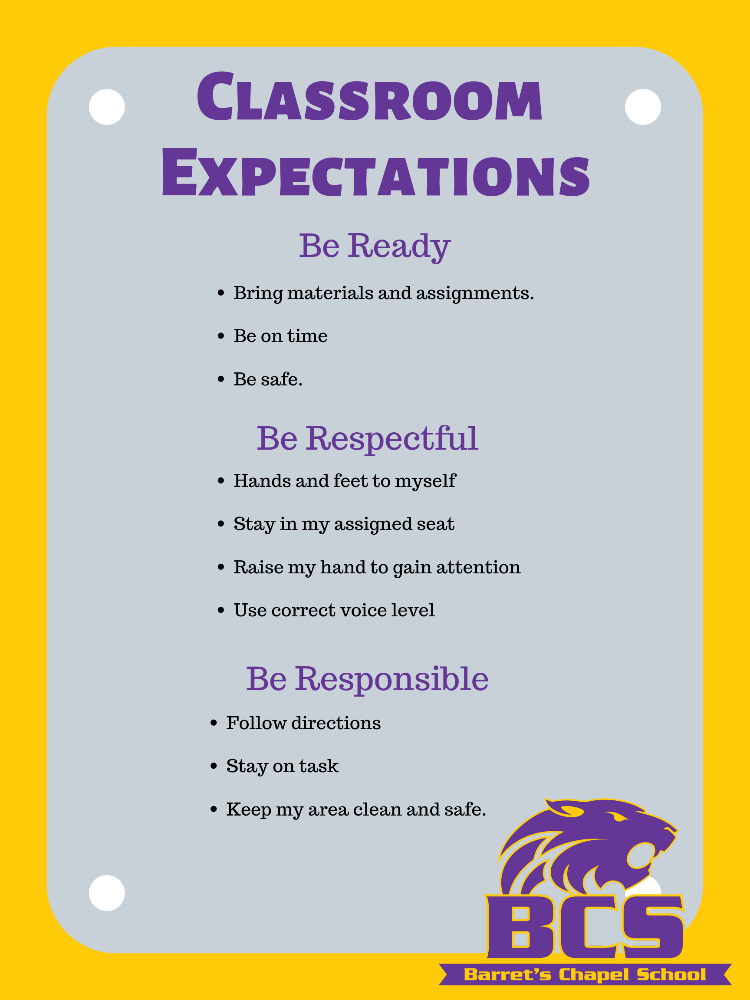 Classroom
Expectations
Be Ready
• Bring materials and assignments.
• Be on time
• Be safe.
Be Respectful
• Hands and feet to myself
• Stay in my assigned seat
• Raise my hand to gain attention
• Use correct voice level
Be Responsible
• Follow directions
• Stay on task
• Keep my area clean and safe.
BCS
Barret's Chapel School